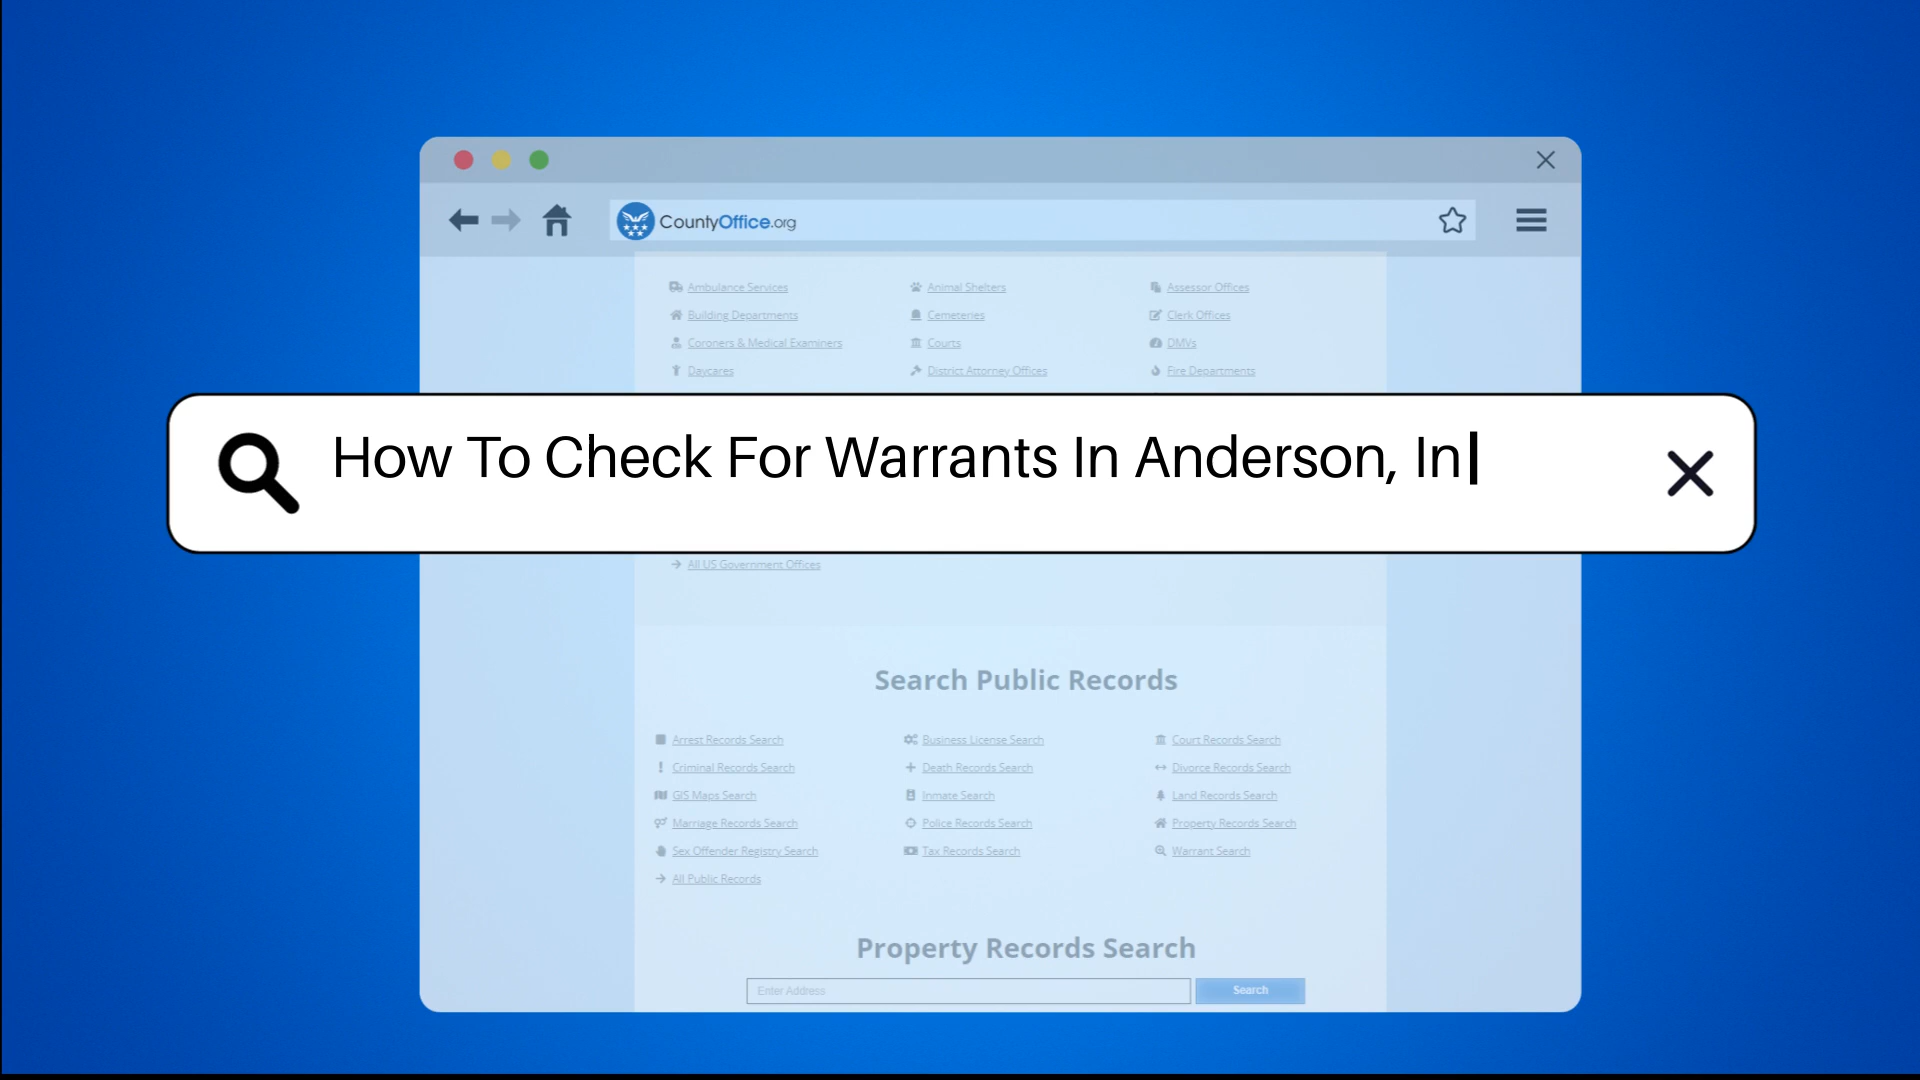 CountyOffice.org
Ambulance Services Animal Shelters Assessor Offices
Building Departments Cemeteries Clerk Offices
Coroners & Medical Examiners Courts DMVs
Daycares District Attorney Offices Fire Departments
How To Check For Warrants In Anderson, In
All US Government Offices
Search Public Records
Arrest Records Search Business License Search Court Records Search
Criminal Records Search Death Records Search Divorce Records Search
GIS Maps Search Inmate Search Land Records Search
Marriage Records Search Police Records Search Property Records Search
Sex Offender Registry Search Tax Records Search Warrant Search
All Public Records
Property Records Search
Enter Address Search